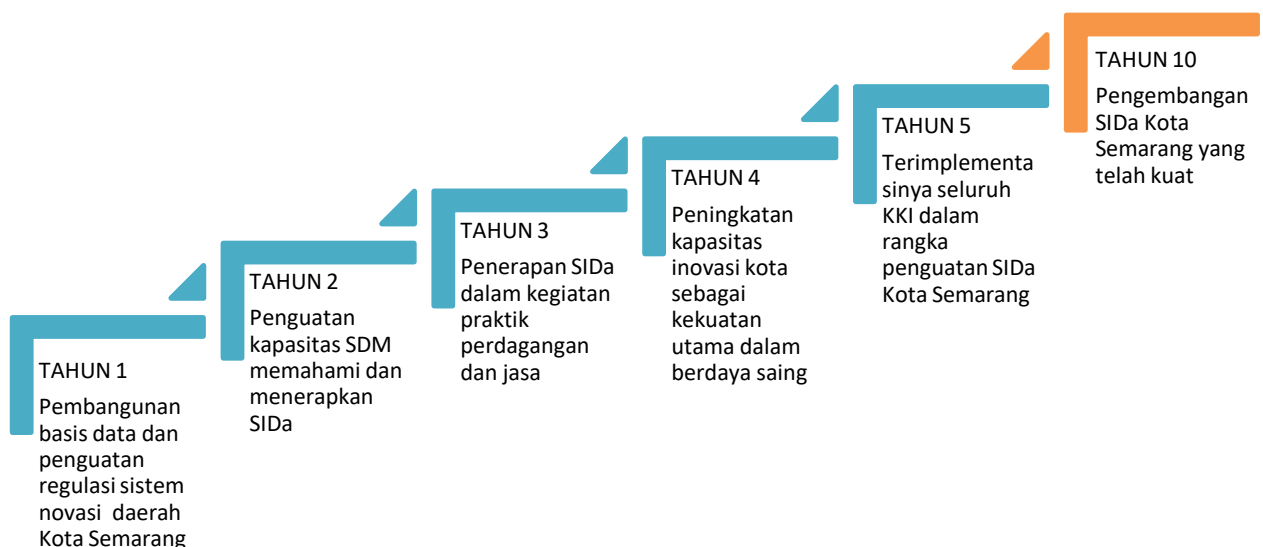 TAHUN 1
Pembangunan
basis data dan
penguatan
regulasi sistem
novasi daerah
Kota Semarang
TAHUN 2
Penguatan
kapasitas SDM
memahami dan
menerapkan
SIDa
TAHUN 3
Penerapan SIDa
dalam kegiatan
praktik
perdagangan
dan jasa
TAHUN 4
Peningkatan
kapasitas
inovasi kota
sebagai
kekuatan
utama dalam
berdaya saing
TAHUN 5
Terimplementa
sinya seluruh
KKI dalam
rangka
penguatan SIDa
Kota Semarang
TAHUN 10
Pengembangan
SIDa Kota
Semarang yang
telah kuat